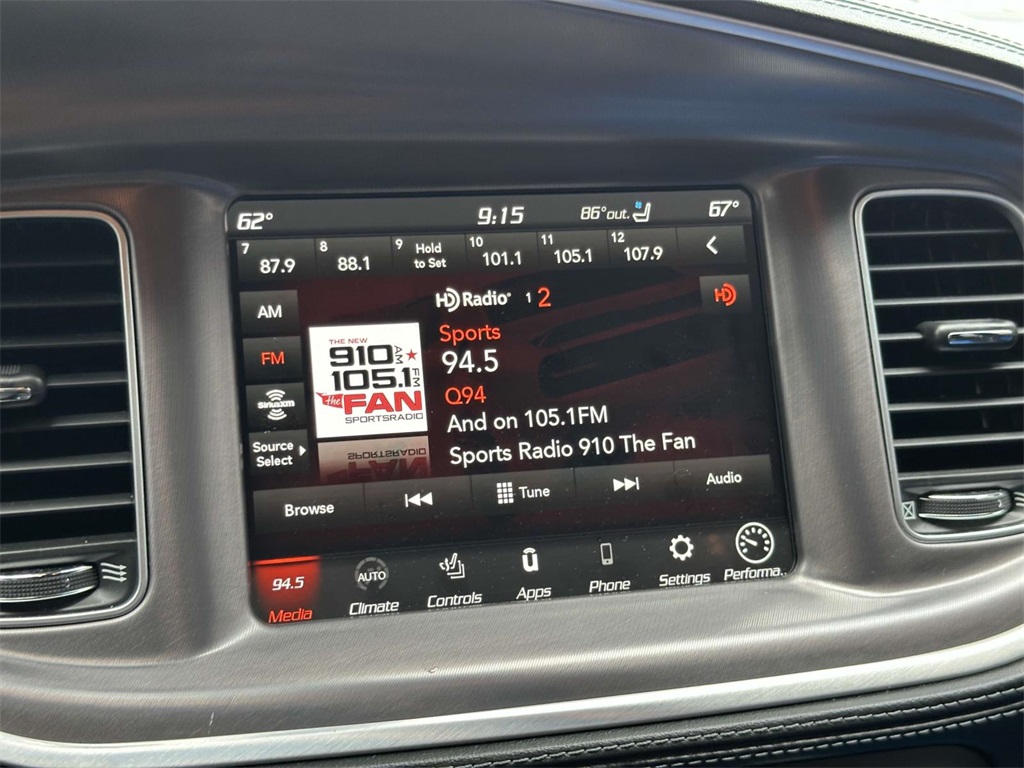 62° 9:15 86°out. 67°
7 87.9 8 88.1 9 Hold to Set 10 101.1 11 105.1 12 107.9
HD Radio 1 2 HD
AM
FM
siriusxm
Source
Select
THE NEW
910 AM
105.1 FM
the FAN
SPORTSRADIO
Sports
94.5
Q94
And on 105.1FM
Sports Radio 910 The Fan
Browse Tune Audio
94.5 AUTO
Media Climate Controls Apps Phone Settings Performa..